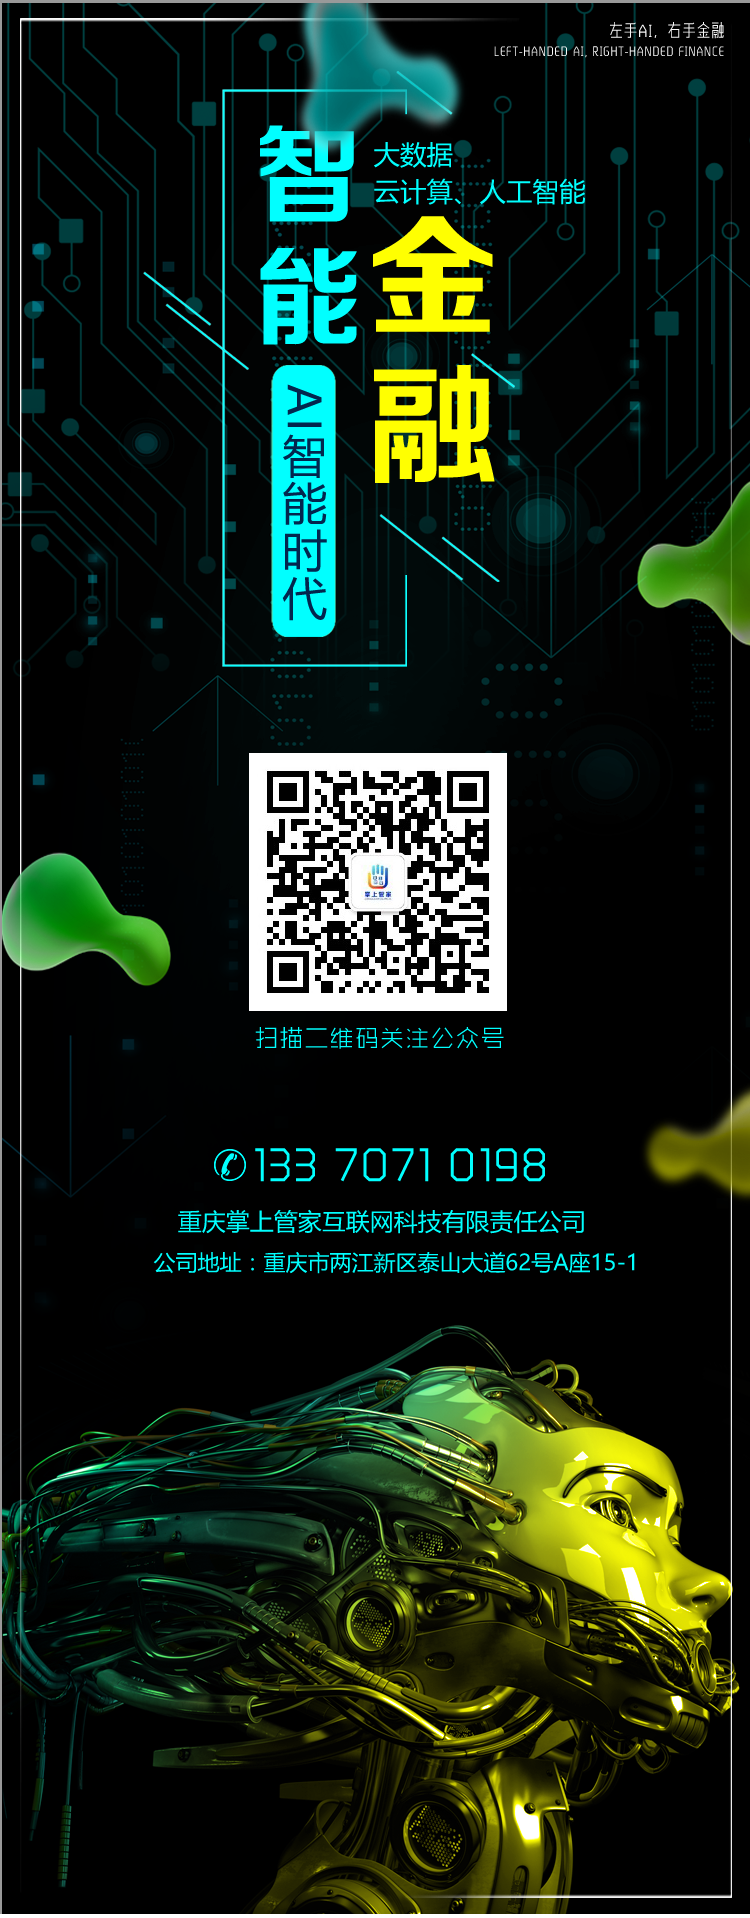 左手AI，右手金融
LEFT-HANDED AI, RIGHT-HANDED FINANCE
智能
大数据
云计算、人工智能
金融
AI智能时代
掌上管家
扫描二维码关注公众号
✆133 7071 0198
重庆掌上管家互联网科技有限责任公司
公司地址：重庆市两江新区泰山大道62号A座15-1